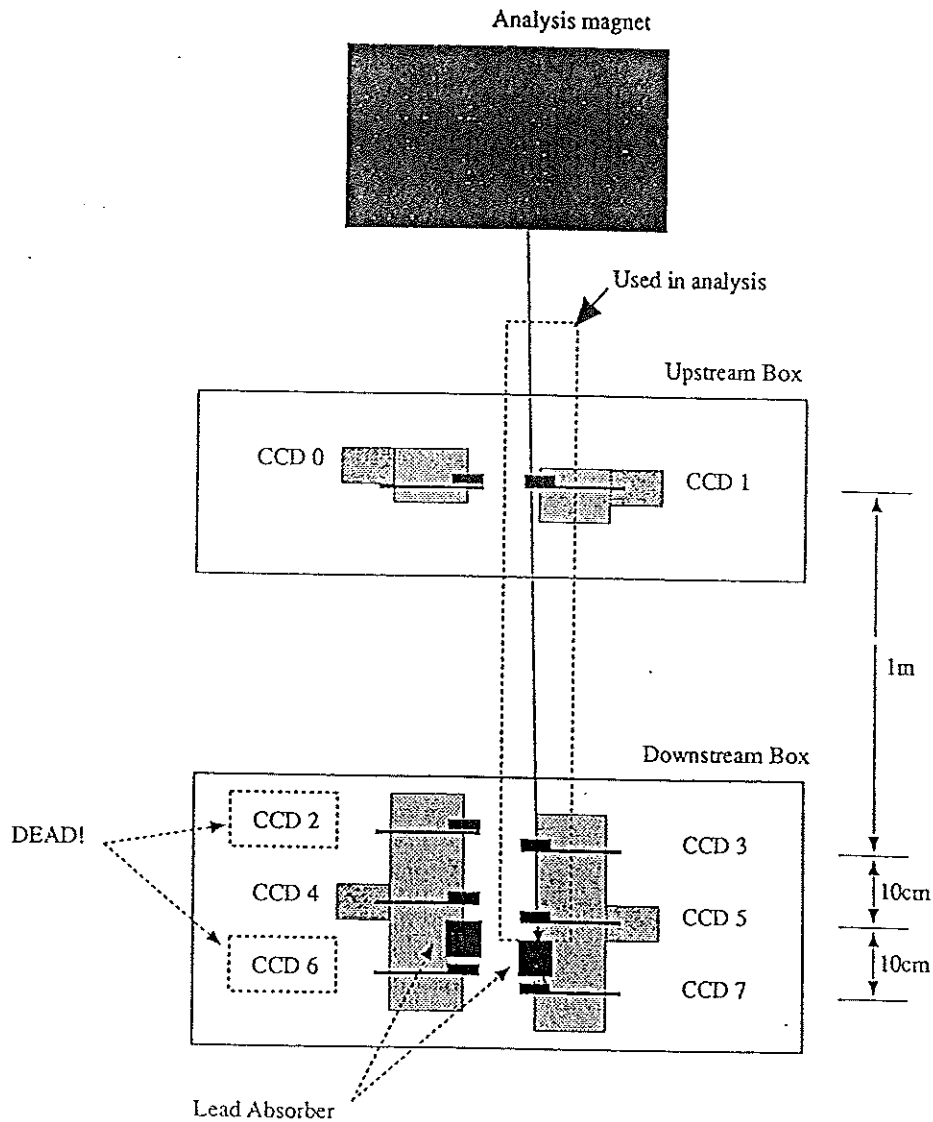 Analysis magnet
Used in analysis
Upstream Box
CCD 0
CCD 1
1m
Downstream Box
DEAD!
CCD 2
CCD 3
CCD 4
10cm
CCD 5
CCD 6
10cm
CCD 7
Lead Absorber